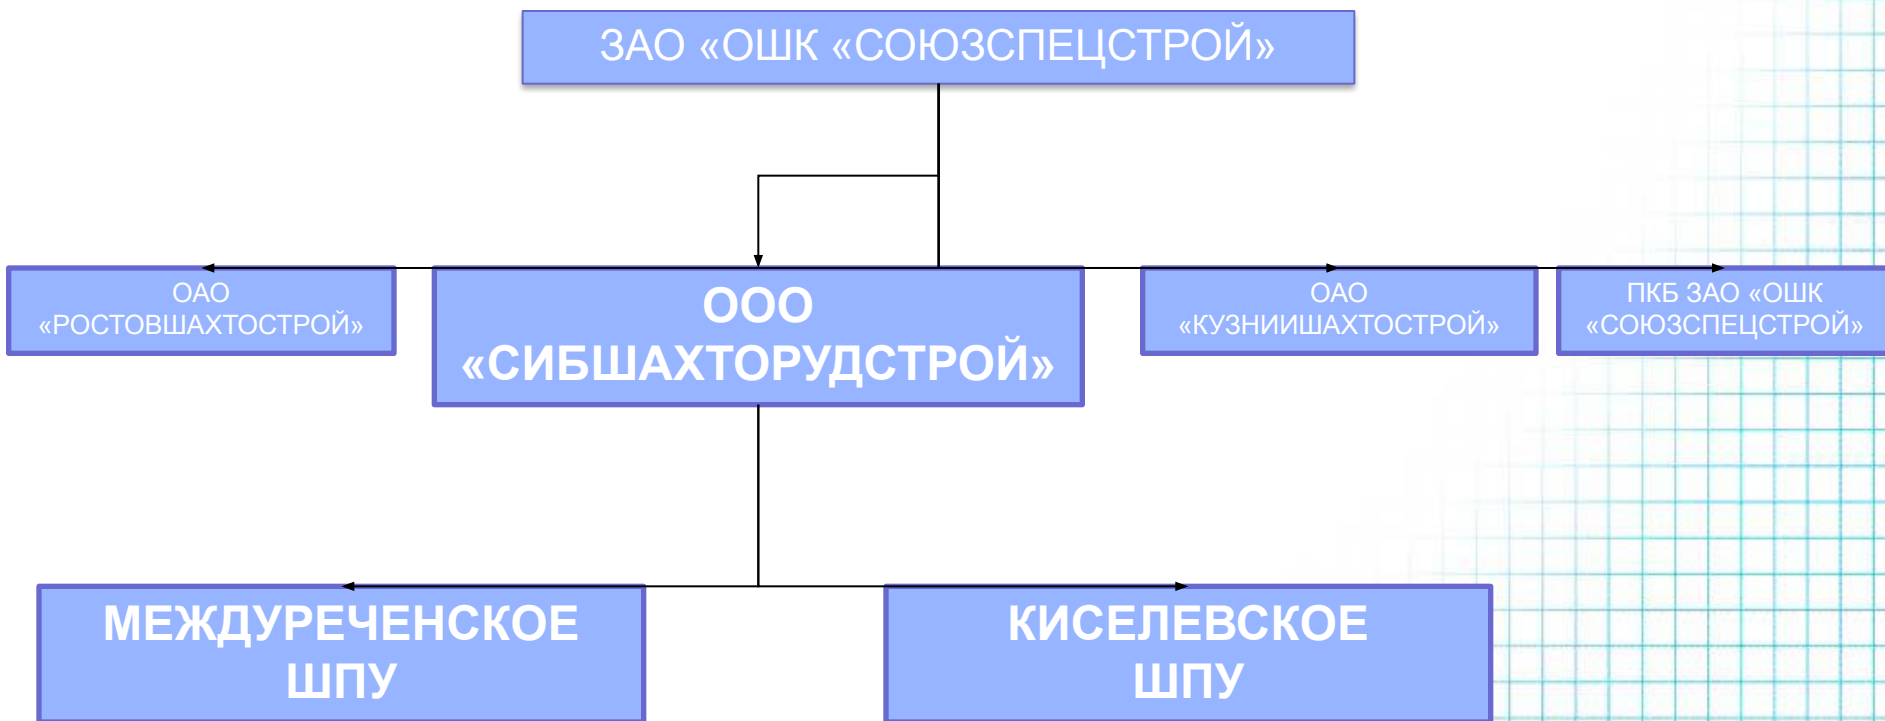 ЗАО «ОШК «СОЮЗСПЕЦСТРОЙ»
ОАО
«РОСТОВШАХТОСТРОЙ»
ООО
«СИБШАХТОРУДСТРОЙ»
ОАО
«КУЗНИИШАХТОСТРОЙ»
ПКБ ЗАО «ОШК
«СОЮЗСПЕЦСТРОЙ»
МЕЖДУРЕЧЕНСКОЕ
ШПУ
КИСЕЛЕВСКОЕ
ШПУ